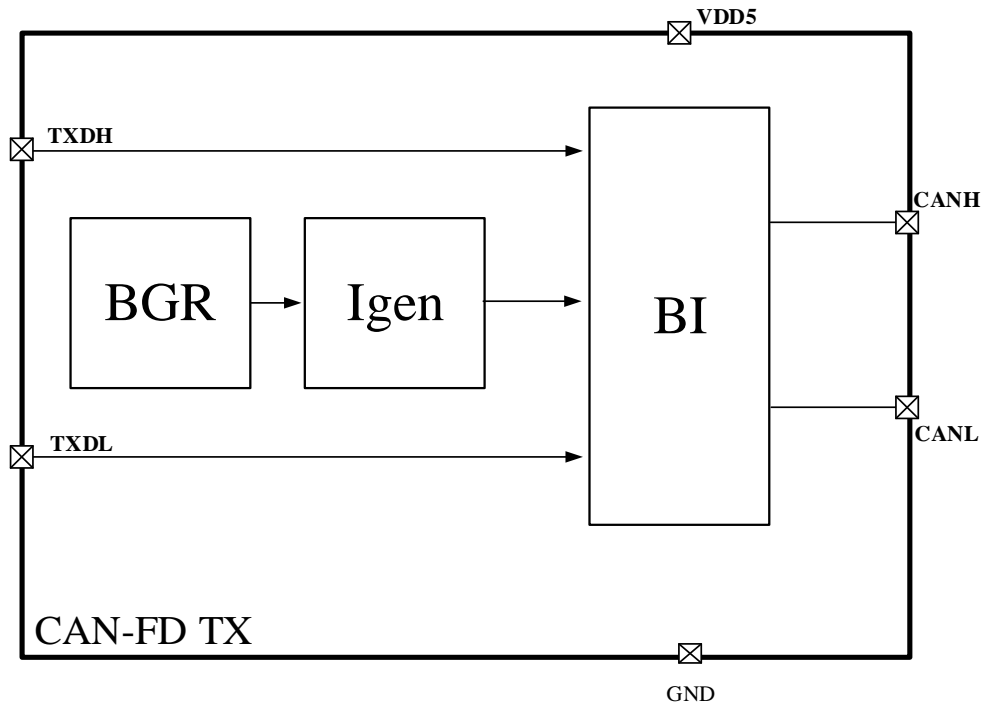 VDD5
TXDH
CANH
BGR
Igen
BI
CANL
TXDL
CAN-FD TX
GND